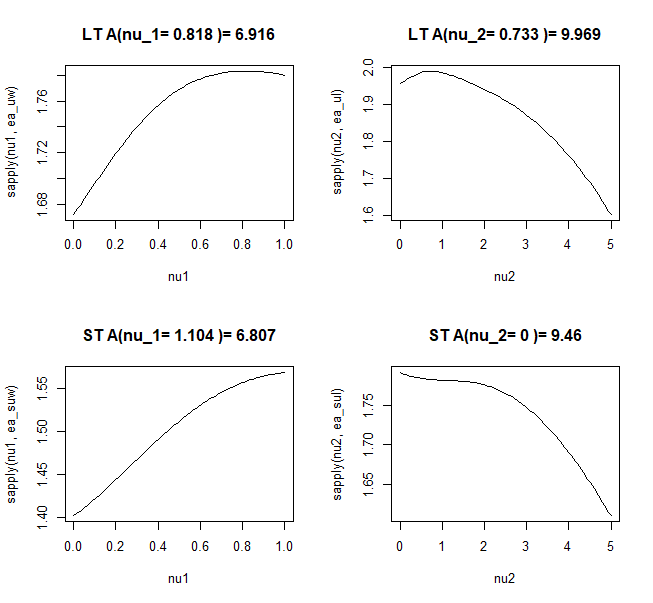 LT A(nu_1= 0.818 )= 6.916
sapply(nu1, ea_uw)
1.76
1.72
1.68
0.0 0.2 0.4 0.6 0.8 1.0
nu1
LT A(nu_2= 0.733 )= 9.969
sapply(nu2, ea_ul)
2.0
1.9
1.8
1.7
1.6
0 1 2 3 4 5
nu2
ST A(nu_1= 1.104 )= 6.807
sapply(nu1, ea_suw)
1.55
1.50
1.45
1.40
0.0 0.2 0.4 0.6 0.8 1.0
nu1
ST A(nu_2= 0 )= 9.46
sapply(nu2, ea_sul)
1.75
1.70
1.65
0 1 2 3 4 5
nu2